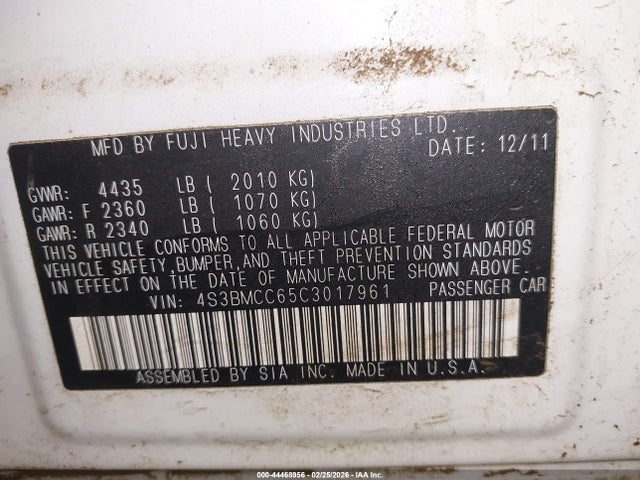 MFD BY FUJI HEAVY INDUSTRIES LTD.
DATE: 12/11
GVWR: 4435 LB ( 2010 KG)
GAWR: F 2360 LB ( 1070 KG)
GAWR: R 2340 LB ( 1060 KG)
THIS VEHICLE CONFORMS TO ALL APPLICABLE FEDERAL MOTOR
VEHICLE SAFETY, BUMPER, AND THEFT PREVENTION STANDARDS
IN EFFECT ON THE DATE OF MANUFACTURE SHOWN ABOVE.
VIN: 4S3BMCC65C3017961 PASSENGER CAR
ASSEMBLED BY SIA INC. MADE IN U.S.A.
000-44468956 - 02/25/2026 - IAA Inc.